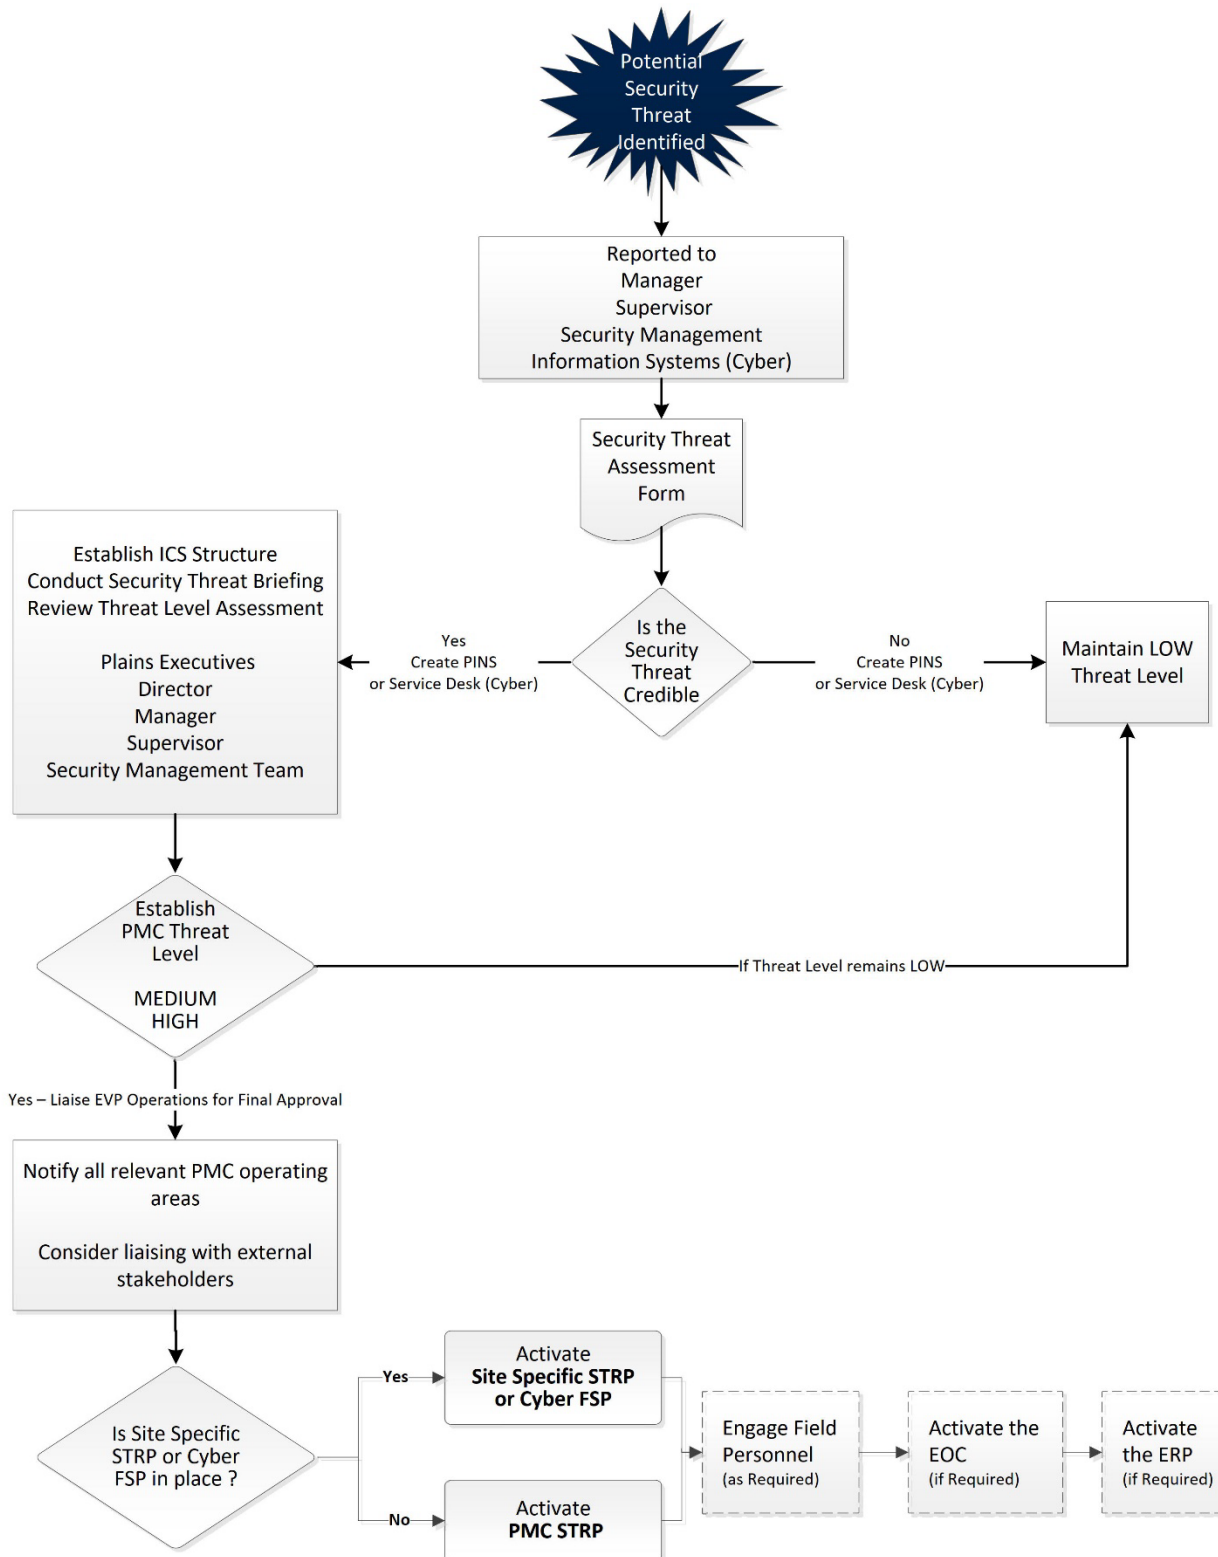 Potential
Security
Threat
Identified
Reported to
Manager
Supervisor
Security Management
Information Systems (Cyber)
Security Threat
Assessment
Form
Is the
Security
Threat
Credible
Yes
Create PINS
or Service Desk (Cyber)
No
Create PINS
or Service Desk (Cyber)
Maintain LOW
Threat Level
Establish ICS Structure
Conduct Security Threat Briefing
Review Threat Level Assessment
Plains Executives
Director
Manager
Supervisor
Security Management Team
Establish
PMC Threat
Level
MEDIUM
HIGH
If Threat Level remains LOW
Yes – Liaise EVP Operations for Final Approval
Notify all relevant PMC operating
areas
Consider liaising with external
stakeholders
Is Site Specific
STRP or Cyber
FSP in place ?
Yes
Activate
Site Specific STRP
or Cyber FSP
No
Activate
PMC STRP
Engage Field
Personnel
(as Required)
Activate the
EOC
(if Required)
Activate
the ERP
(if Required)